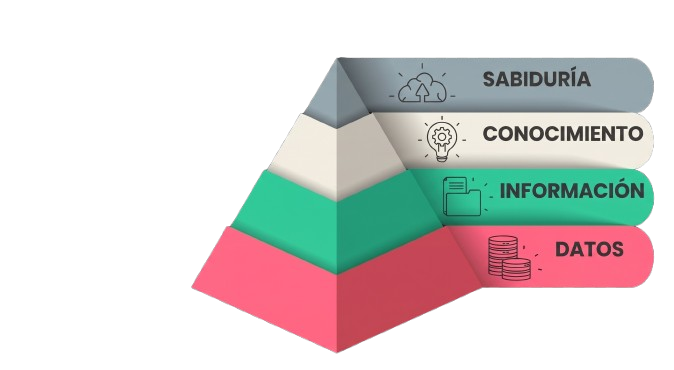 SABIDURÍA
CONOCIMIENTO
INFORMACIÓN
DATOS